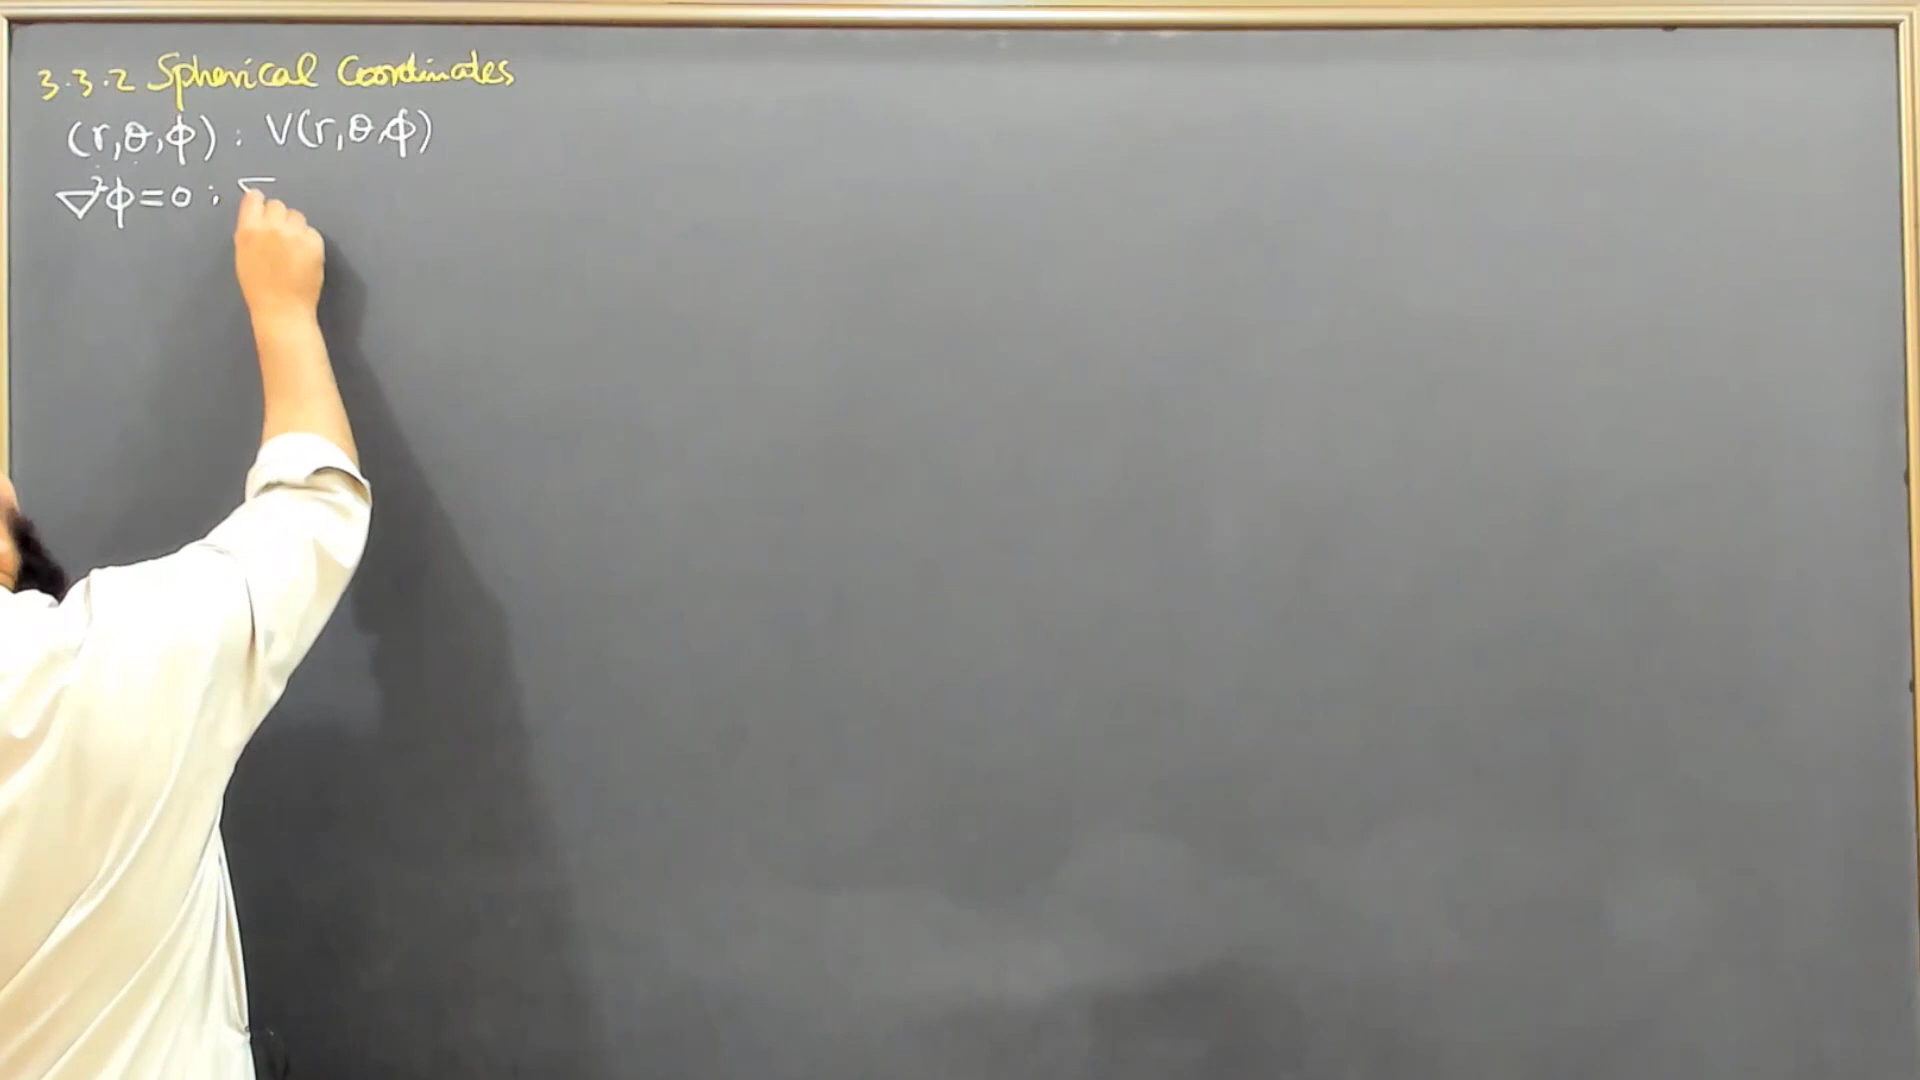 3.3.2 Spherical Coordinates
(r,θ,ϕ) : V(r,θ,ϕ)
∇²ϕ=0 :